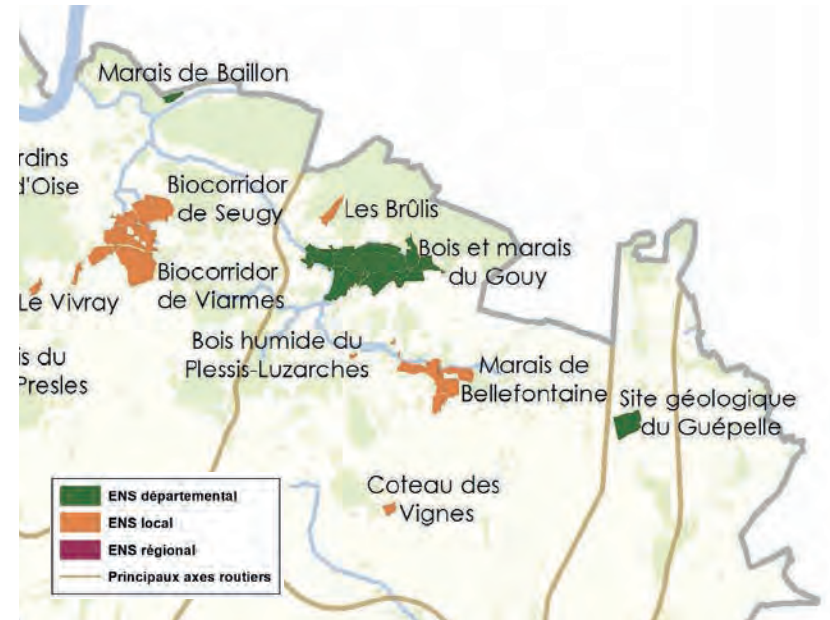 Marais de Baillon
rdins
d'Oise
Biocorridor
de Seugy
Les Brûlis
Bois et marais
du Gouy
Le Vivray
Biocorridor
de Viarmes
Bois humide du
Plessis-Luzarches
is du
Presles
Marais de
Bellefontaine
Site géologique
du Guépelle
Coteau des
Vignes
ENS départemental
ENS local
ENS régional
Principaux axes routiers